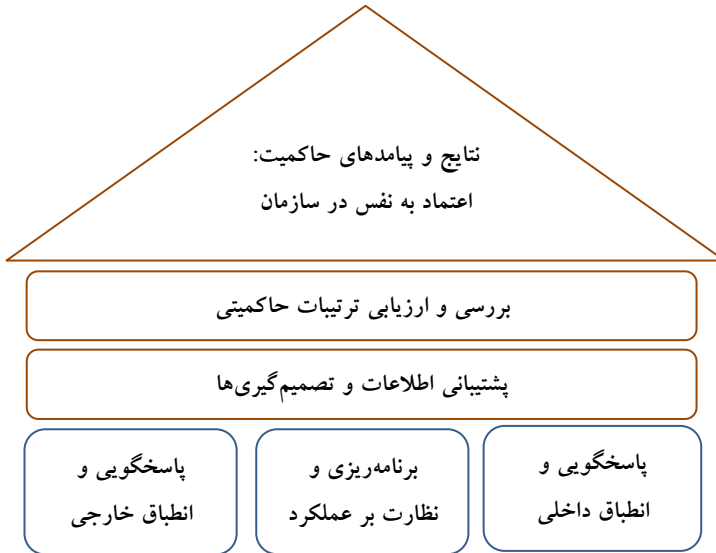 نتایج و پیامدهای حاکمیت:
اعتماد به نفس در سازمان
بررسی و ارزیابی ترتیبات حاکمیتی
پشتیبانی اطلاعات و تصمیم‌گیری‌ها
پاسخگویی و
انطباق داخلی
برنامه‌ریزی و
نظارت بر عملکرد
پاسخگویی و
انطباق خارجی